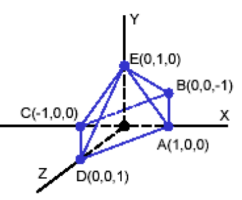 Y
E(0,1,0)
B(0,0,-1)
C(-1,0,0)
X
Z
A(1,0,0)
D(0,0,1)